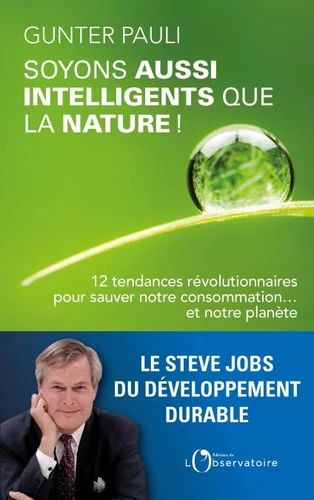 GUNTER PAULI
SOYONS AUSSI
INTELLIGENTS QUE
LA NATURE !
12 tendances révolutionnaires
pour sauver notre consommation...
et notre planète
LE STEVE JOBS
DU DÉVELOPPEMENT
DURABLE
Éditions de
L'Observatoire